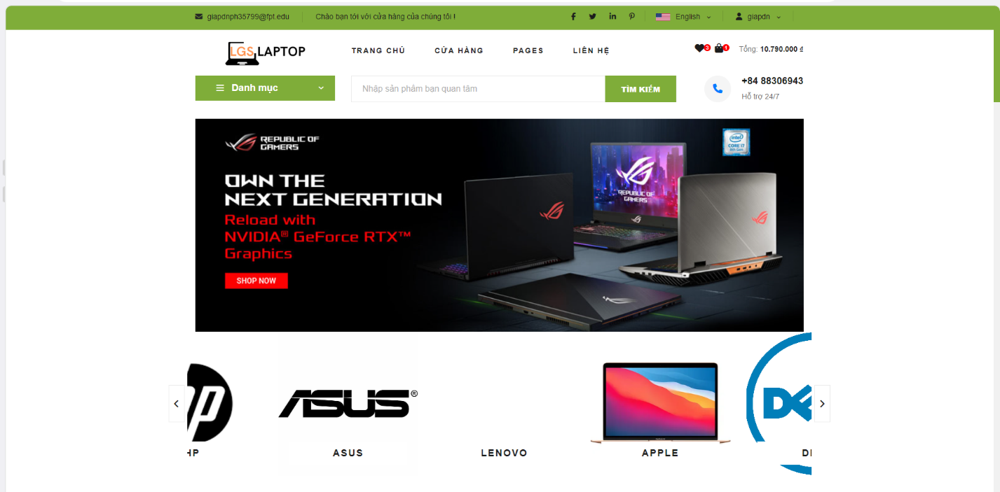 giapdnph35799@fpt.edu
Chào bạn tới với cửa hàng của chúng tôi !
English
giapdn
LGS LAPTOP
TRANG CHỦ
CỬA HÀNG
PAGES
LIÊN HỆ
3
1
Tổng: 10.790.000 ₫
Danh mục
Nhập sản phẩm bạn quan tâm
TÌM KIẾM
+84 88306943
Hỗ trợ 24/7
REPUBLIC OF
GAMERS
intel
CORE i7
8th Gen
OWN THE
NEXT GENERATION
Reload with
NVIDIA® GeForce RTX™
Graphics
SHOP NOW
REPUBLIC OF
GAMERS
hp
ASUS®
HP
ASUS
LENOVO
APPLE